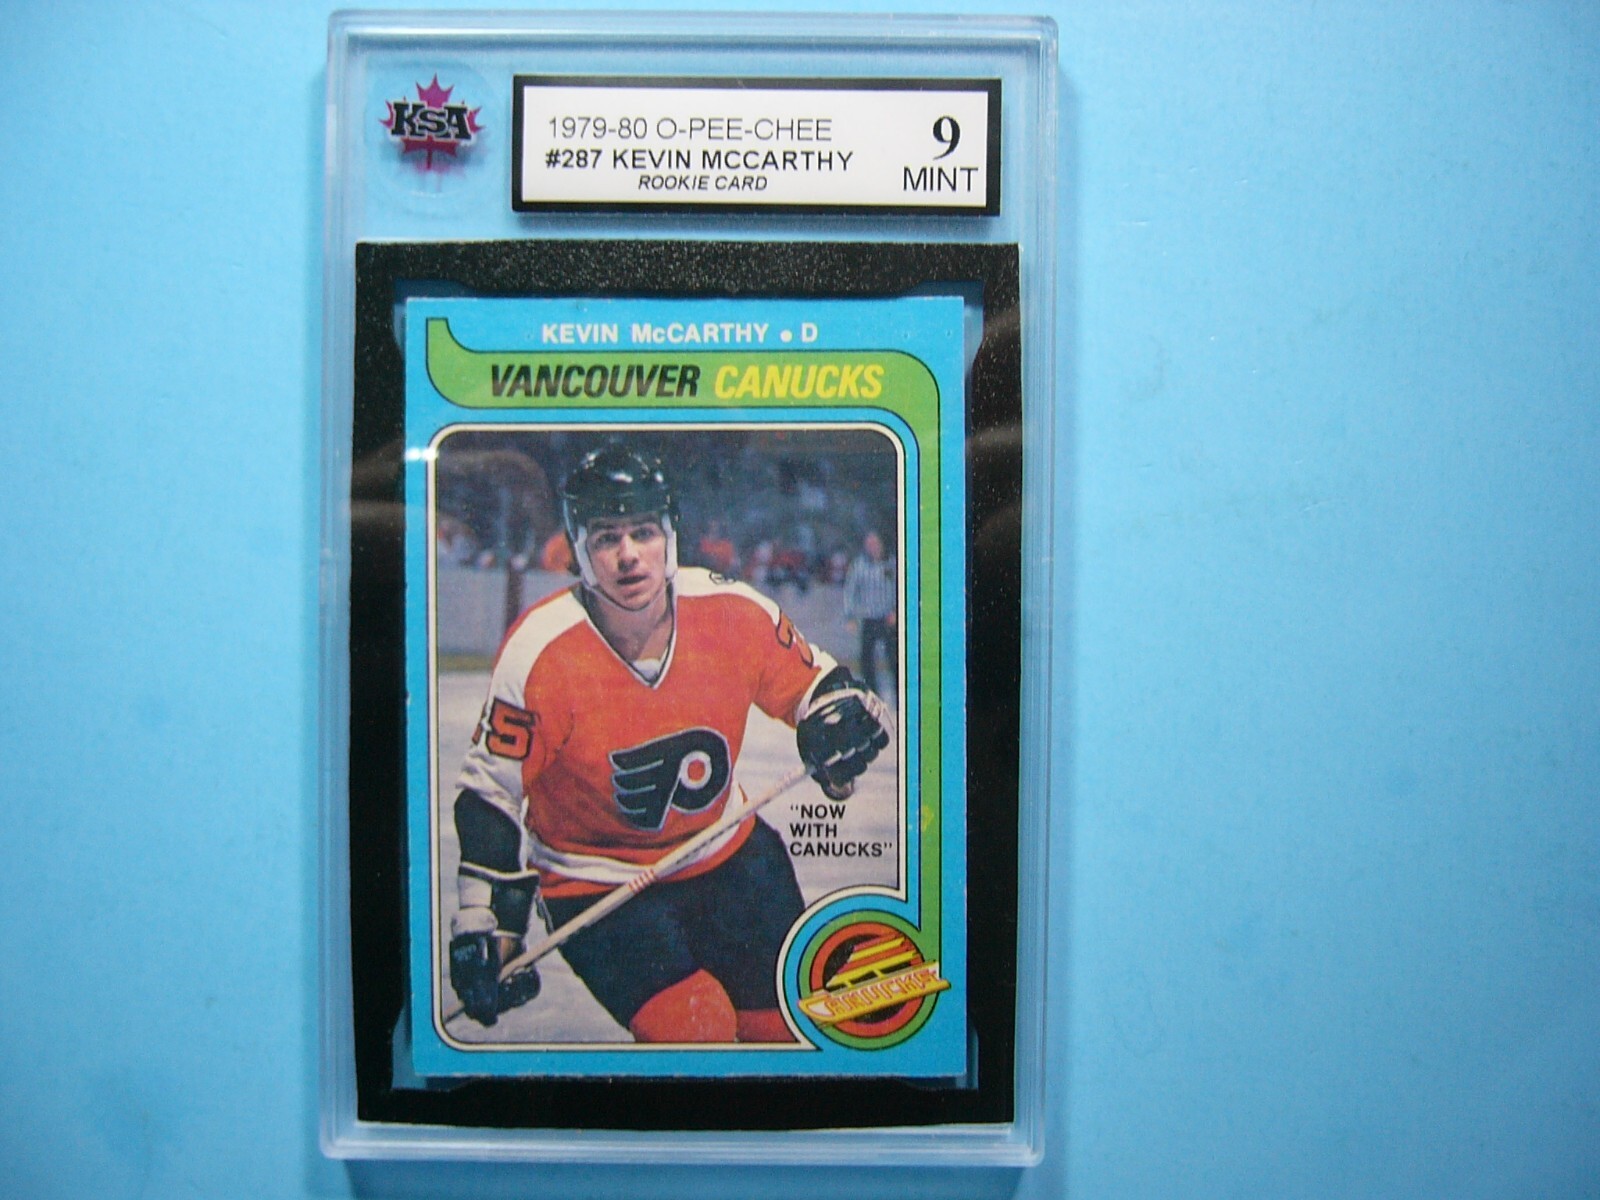 KSA
1979-80 O-PEE-CHEE
#287 KEVIN MCCARTHY
ROOKIE CARD
9
MINT
KEVIN McCARTHY • D
VANCOUVER CANUCKS
5
"NOW
WITH
CANUCKS"
CANUCKS